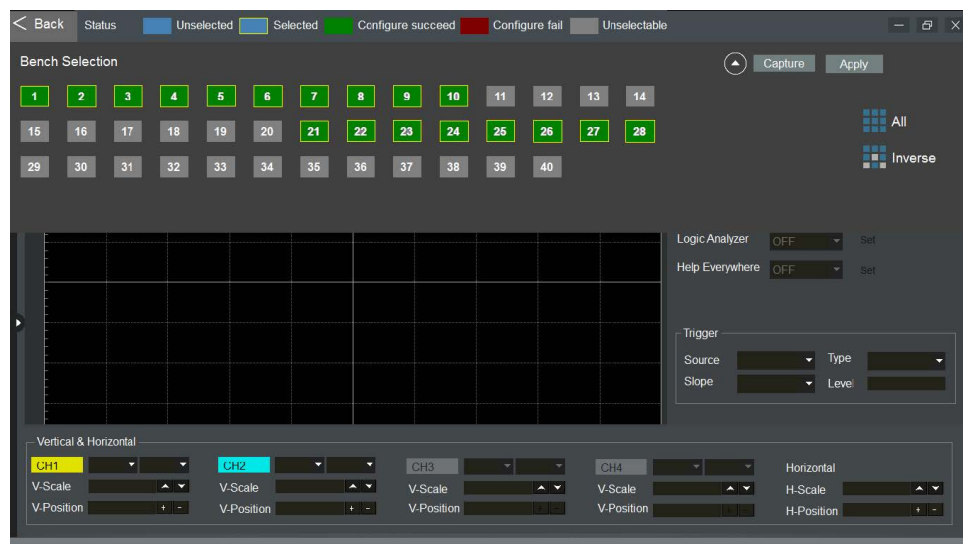 < Back Status Unselected Selected Configure succeed Configure fail Unselectable
Bench Selection Capture Apply
1 2 3 4 5 6 7 8 9 10 11 12 13 14
All
15 16 17 18 19 20 21 22 23 24 25 26 27 28
Inverse
29 30 31 32 33 34 35 36 37 38 39 40
Logic Analyzer OFF Set
Help Everywhere OFF Set
Trigger
Source Type
Slope Level
Vertical & Horizontal
CH1 CH2 CH3 CH4 Horizontal
V-Scale V-Scale V-Scale V-Scale H-Scale
V-Position + - V-Position + - V-Position + - V-Position + - H-Position + -